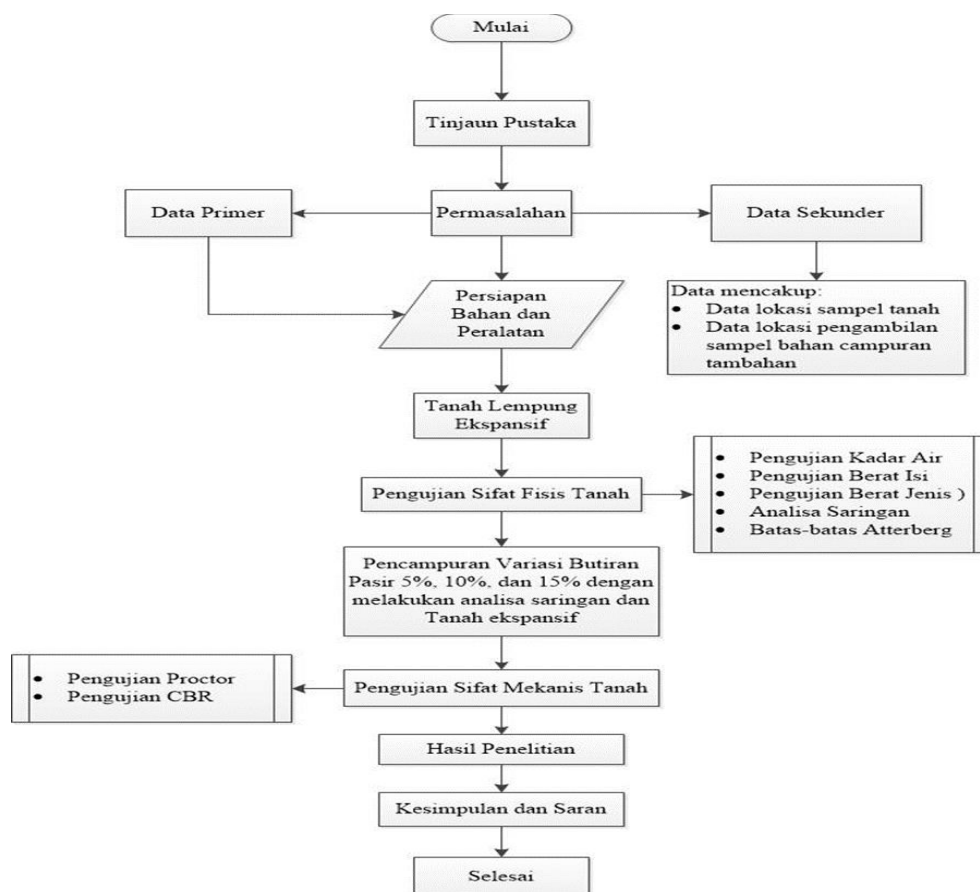 Mulai
Tinjaun Pustaka
Data Primer
Permasalahan
Data Sekunder
Persiapan
Bahan dan
Peralatan
Data mencakup:
• Data lokasi sampel tanah
• Data lokasi pengambilan
sampel bahan campuran
tambahan
Tanah Lempung
Ekspansif
Pengujian Sifat Fisis Tanah
• Pengujian Kadar Air
• Pengujian Berat Isi
• Pengujian Berat Jenis )
• Analisa Saringan
• Batas-batas Atterberg
Pencampuran Variasi Butiran
Pasir 5%, 10%, dan 15% dengan
melakukan analisa saringan dan
Tanah ekspansif
• Pengujian Proctor
• Pengujian CBR
Pengujian Sifat Mekanis Tanah
Hasil Penelitian
Kesimpulan dan Saran
Selesai